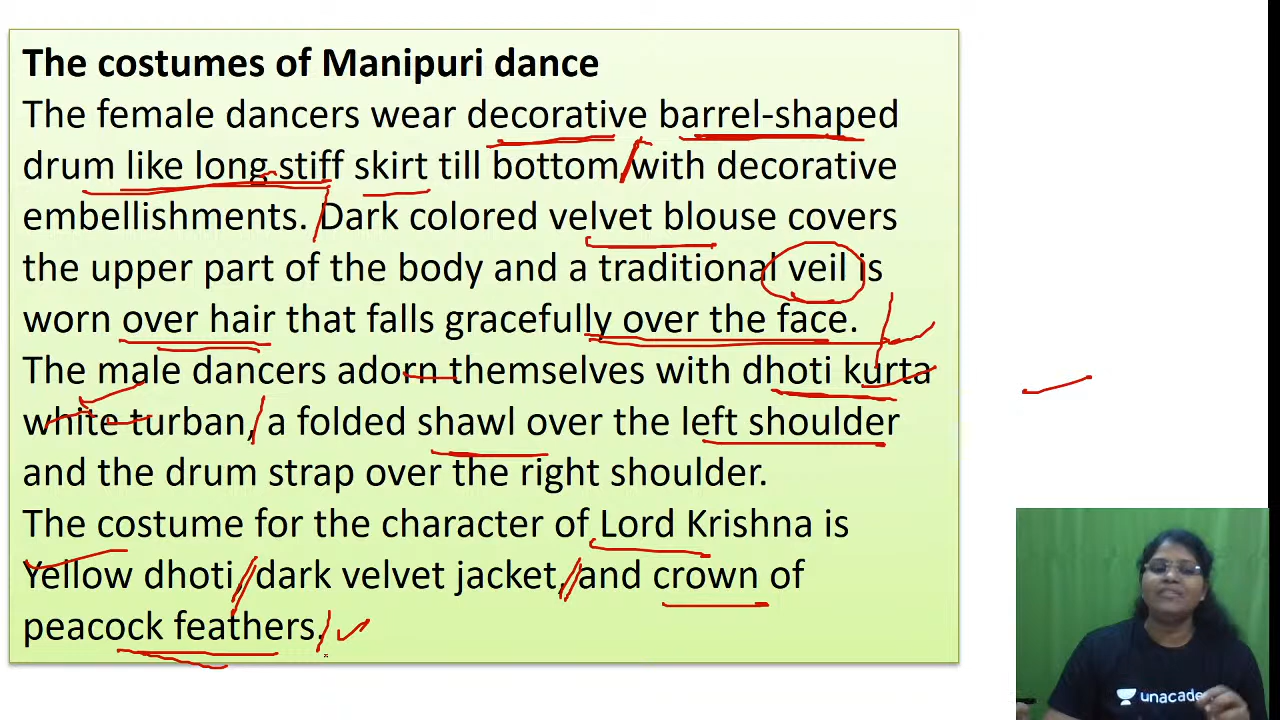 The costumes of Manipuri dance
The female dancers wear decorative barrel-shaped
drum like long stiff skirt till bottom with decorative
embellishments. Dark colored velvet blouse covers
the upper part of the body and a traditional veil is
worn over hair that falls gracefully over the face.
The male dancers adorn themselves with dhoti kurta
white turban, a folded shawl over the left shoulder
and the drum strap over the right shoulder.
The costume for the character of Lord Krishna is
Yellow dhoti, dark velvet jacket, and crown of
peacock feathers.
unacade